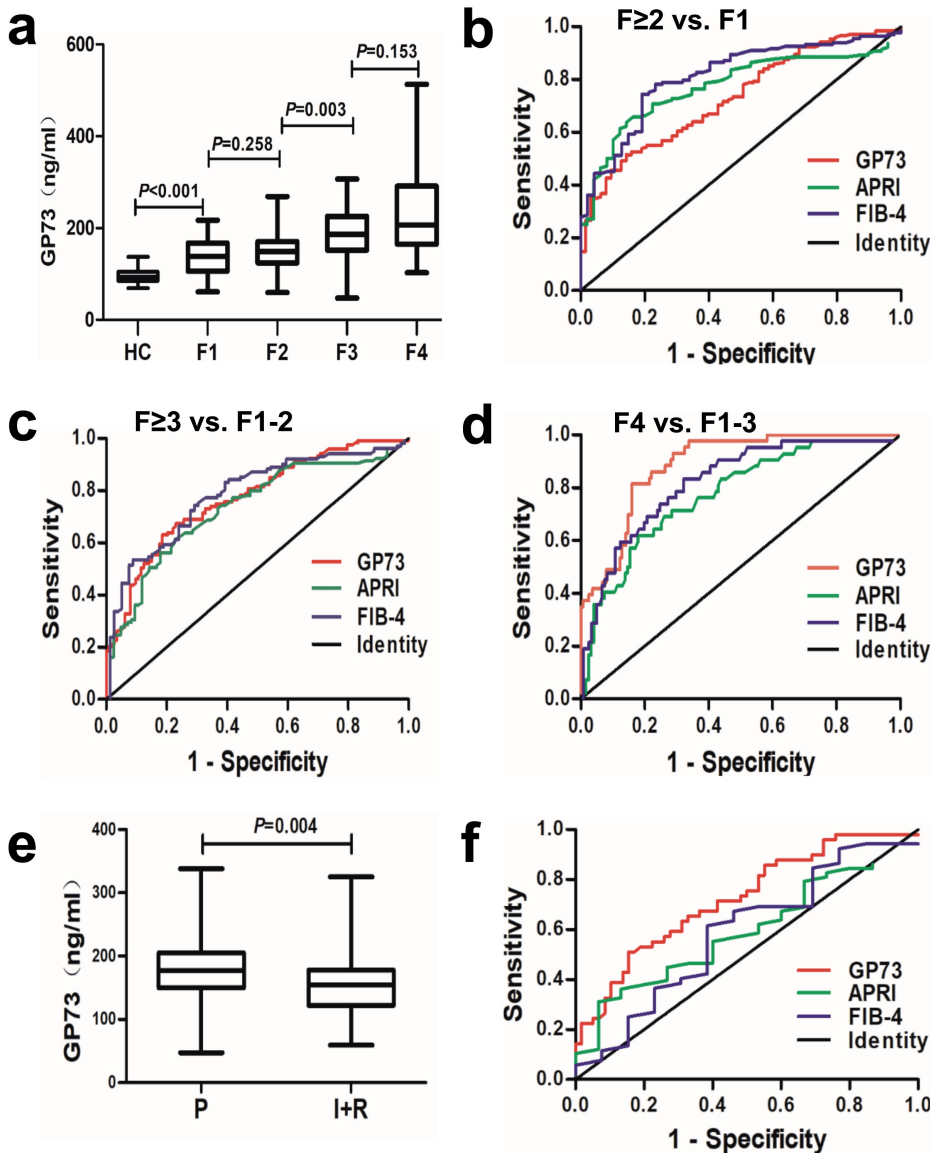 a
GP73（ng/ml）
600
400
200
0
P<0.001
P=0.258
P=0.003
P=0.153
HC F1 F2 F3 F4
b
F≥2 vs. F1
Sensitivity
1.0
0.8
0.6
0.4
0.2
0.0
GP73
APRI
FIB-4
Identity
0.0 0.2 0.4 0.6 0.8 1.0
1 - Specificity
c
F≥3 vs. F1-2
Sensitivity
1.0
0.8
0.6
0.4
0.2
0.0
GP73
APRI
FIB-4
Identity
0.0 0.2 0.4 0.6 0.8 1.0
1 - Specificity
d
F4 vs. F1-3
Sensitivity
1.0
0.8
0.6
0.4
0.2
0.0
GP73
APRI
FIB-4
Identity
0.0 0.2 0.4 0.6 0.8 1.0
1 - Specificity
e
GP73（ng/ml）
400
300
200
100
0
P=0.004
P I+R
f
Sensitivity
1.0
0.8
0.6
0.4
0.2
0.0
GP73
APRI
FIB-4
Identity
0.0 0.2 0.4 0.6 0.8 1.0
1 - Specificity